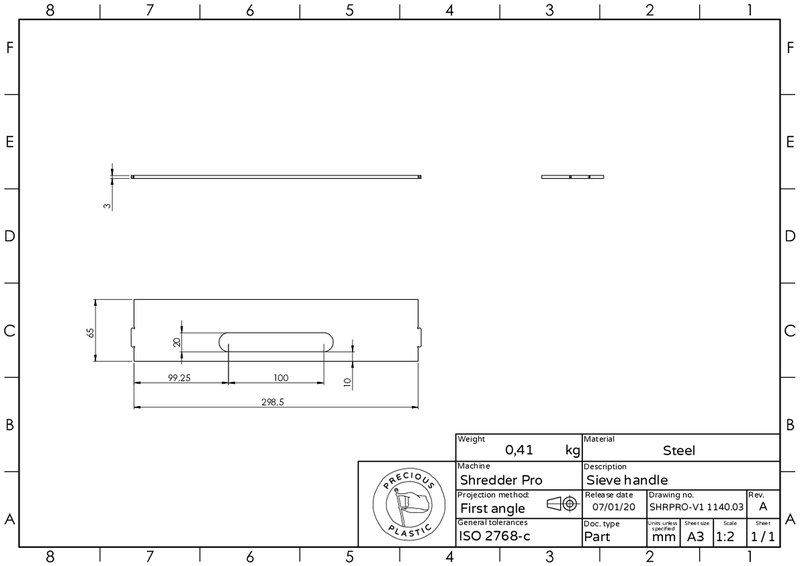 8 7 6 5 4 3 2 1
F F
E E
3
D D
65
20
C C
99,25 100 10
298,5
B B
Weight 0,41 kg Material Steel
Machine Shredder Pro Description Sieve handle
Projection method: First angle Release date 07/01/20 Drawing no. SHRPRO-V1 1140.03 Rev. A
General tolerances ISO 2768-c Doc. type Part Units unless specified mm Sheet size A3 Scale 1:2 Sheet 1 / 1
PRECIOUS
PLASTIC
A A
8 7 6 5 4 3 2 1